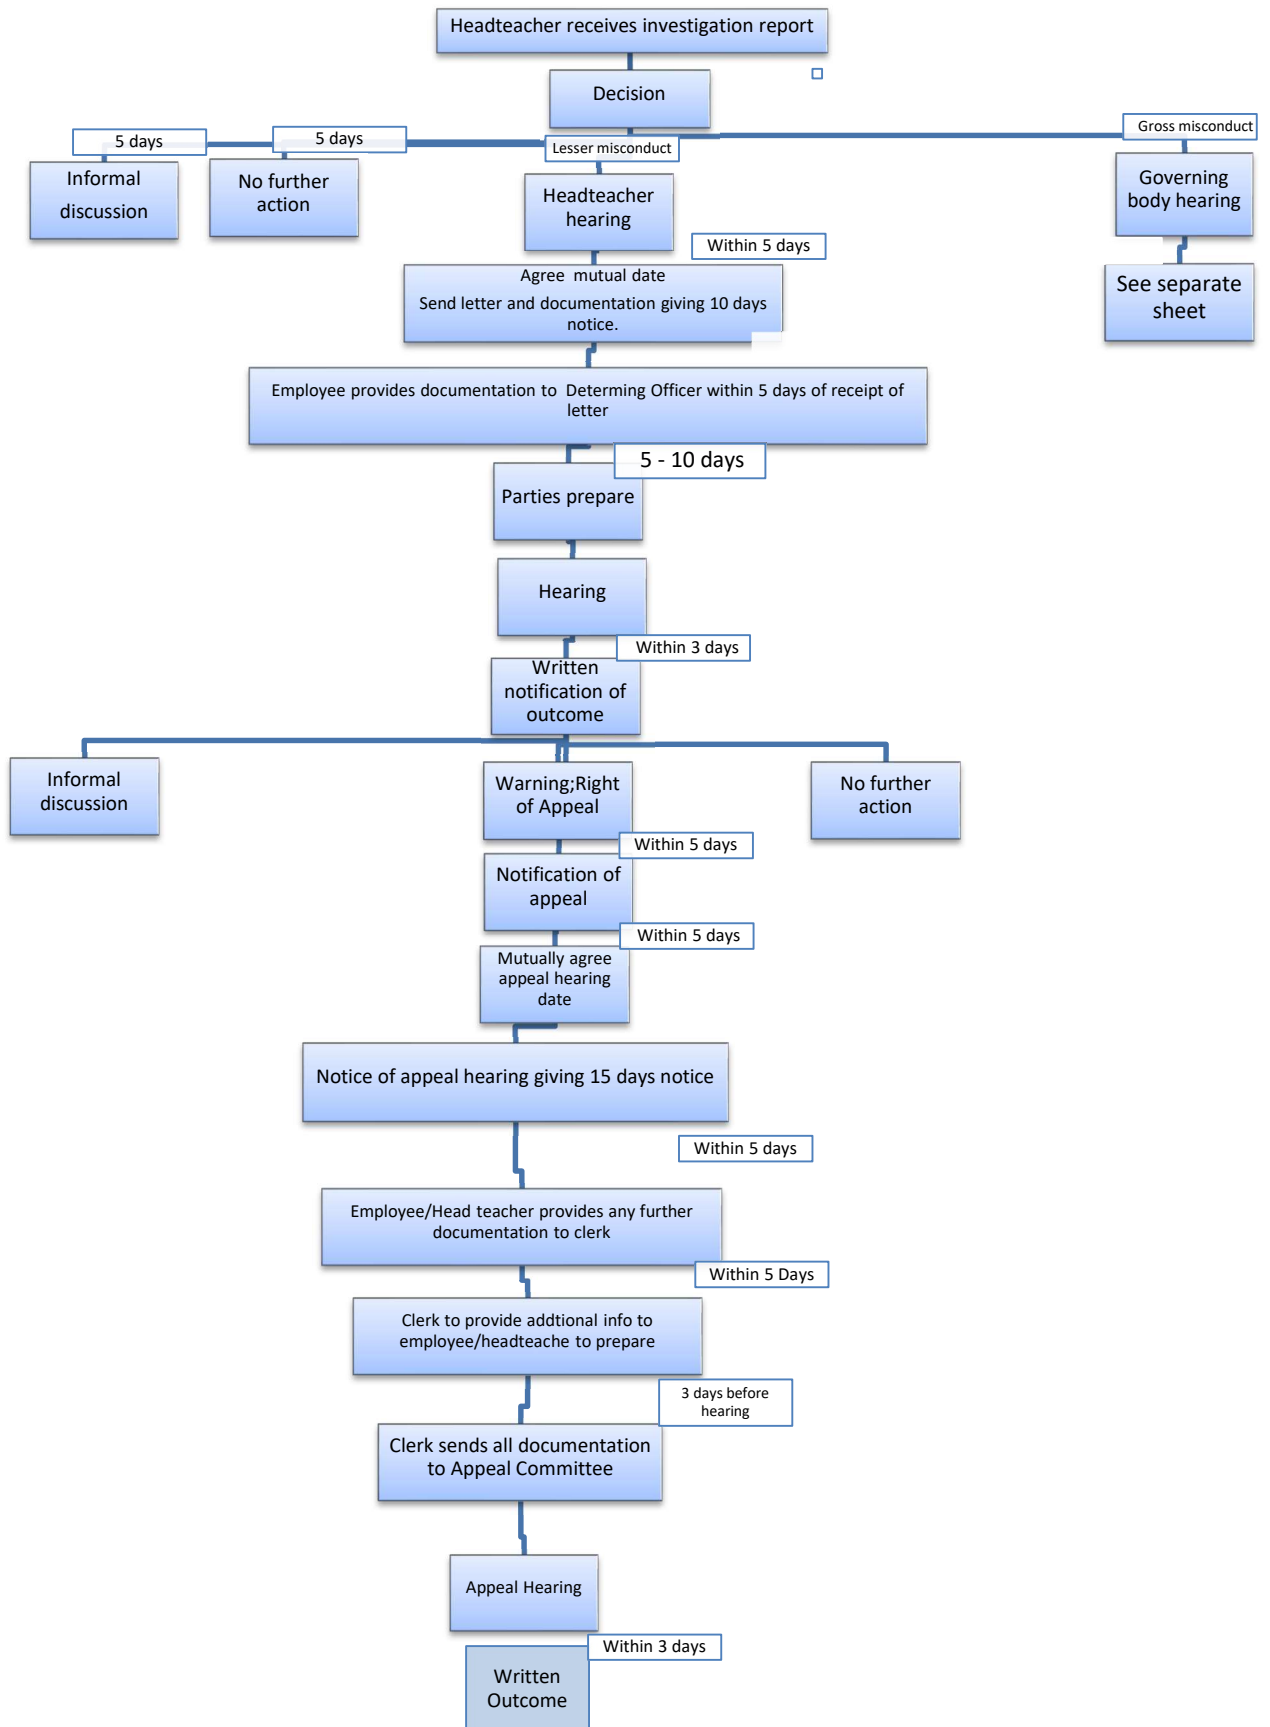 Headteacher receives investigation report
Decision
5 days
5 days
Lesser misconduct
Gross misconduct
Informal
discussion
No further
action
Headteacher
hearing
Governing
body hearing
Within 5 days
Agree mutual date
Send letter and documentation giving 10 days
notice.
See separate
sheet
Employee provides documentation to Determing Officer within 5 days of receipt of
letter
5 - 10 days
Parties prepare
Hearing
Within 3 days
Written
notification of
outcome
Informal
discussion
Warning;Right
of Appeal
No further
action
Within 5 days
Notification of
appeal
Within 5 days
Mutually agree
appeal hearing
date
Notice of appeal hearing giving 15 days notice
Within 5 days
Employee/Head teacher provides any further
documentation to clerk
Within 5 Days
Clerk to provide addtional info to
employee/headteache to prepare
3 days before
hearing
Clerk sends all documentation
to Appeal Committee
Appeal Hearing
Within 3 days
Written
Outcome